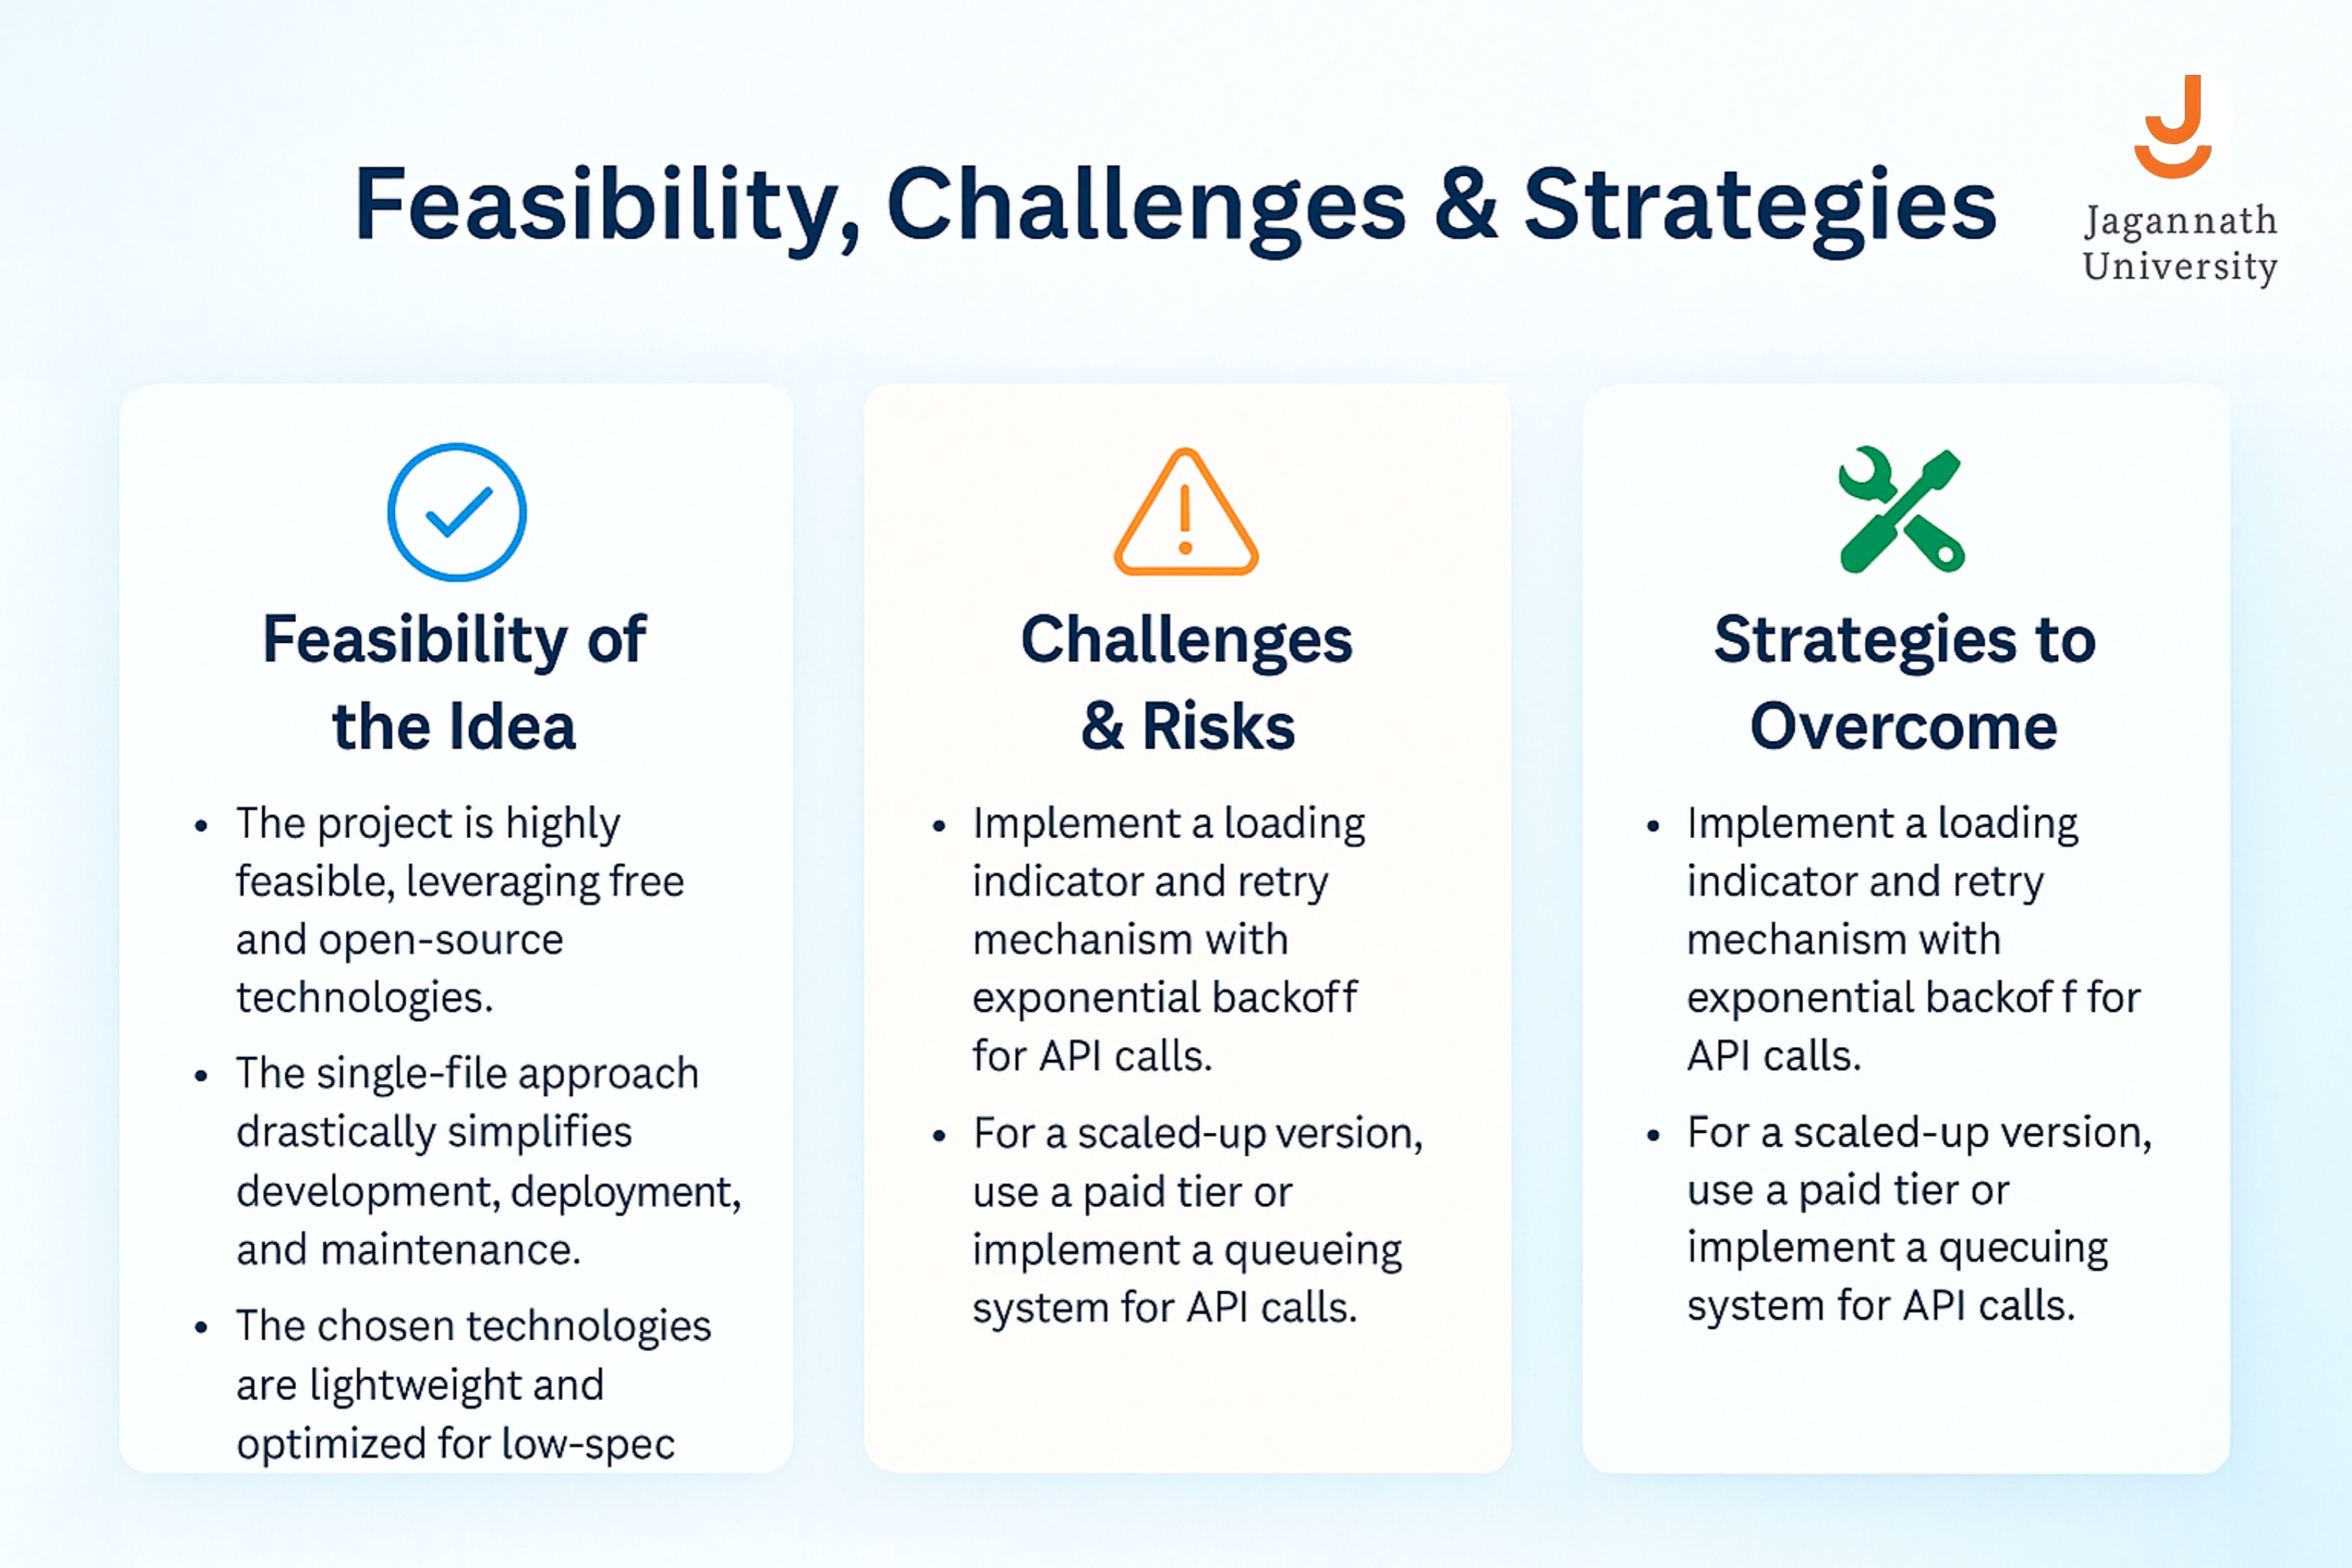 Feasibility, Challenges & Strategies
Jagannath
University
Feasibility of
the Idea
• The project is highly
feasible, leveraging free
and open-source
technologies.
• The single-file approach
drastically simplifies
development, deployment,
and maintenance.
• The chosen technologies
are lightweight and
optimized for low-spec
Challenges
& Risks
• Implement a loading
indicator and retry
mechanism with
exponential backoff
for API calls.
• For a scaled-up version,
use a paid tier or
implement a queueing
system for API calls.
Strategies to
Overcome
• Implement a loading
indicator and retry
mechanism with
exponential backof f for
API calls.
• For a scaled-up version,
use a paid tier or
implement a quecuing
system for API calls.